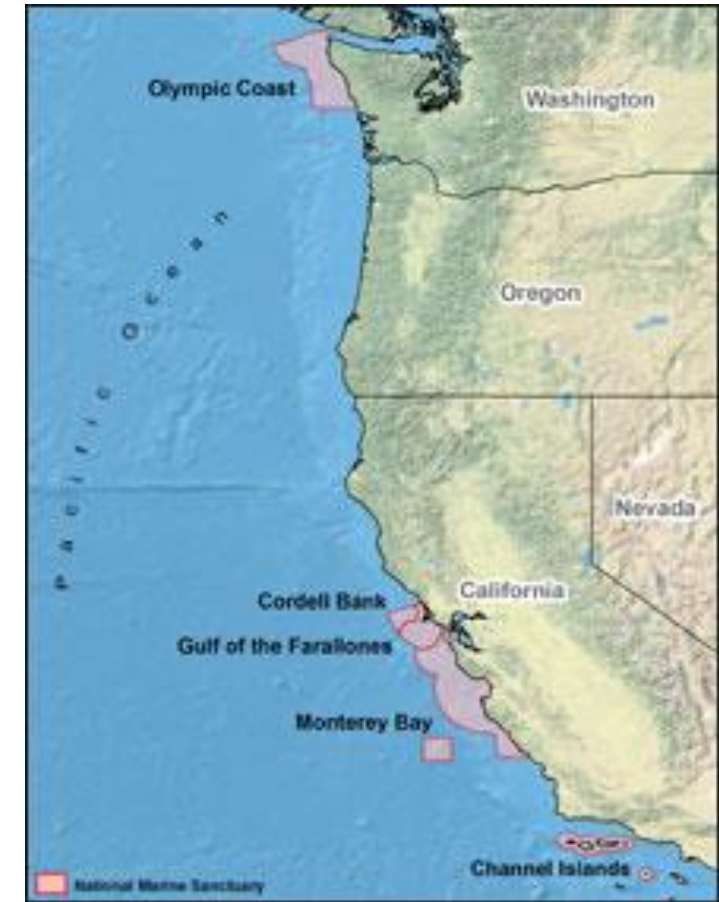 Olympic Coast
Washington
Pacific Ocean
Oregon
Nevada
California
Cordell Bank
Gulf of the Farallones
Monterey Bay
Channel Islands
National Marine Sanctuary